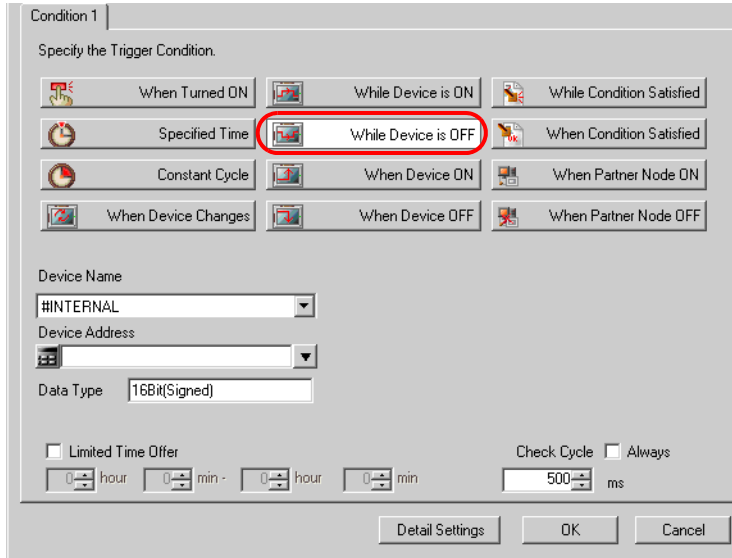 Condition 1
Specify the Trigger Condition.
When Turned ON While Device is ON While Condition Satisfied
Specified Time While Device is OFF When Condition Satisfied
Constant Cycle When Device ON When Partner Node ON
When Device Changes When Device OFF When Partner Node OFF
Device Name
#INTERNAL
Device Address
Data Type 16Bit(Signed)
Limited Time Offer Check Cycle Always
0 hour 0 min - 0 hour 0 min 500 ms
Detail Settings OK Cancel